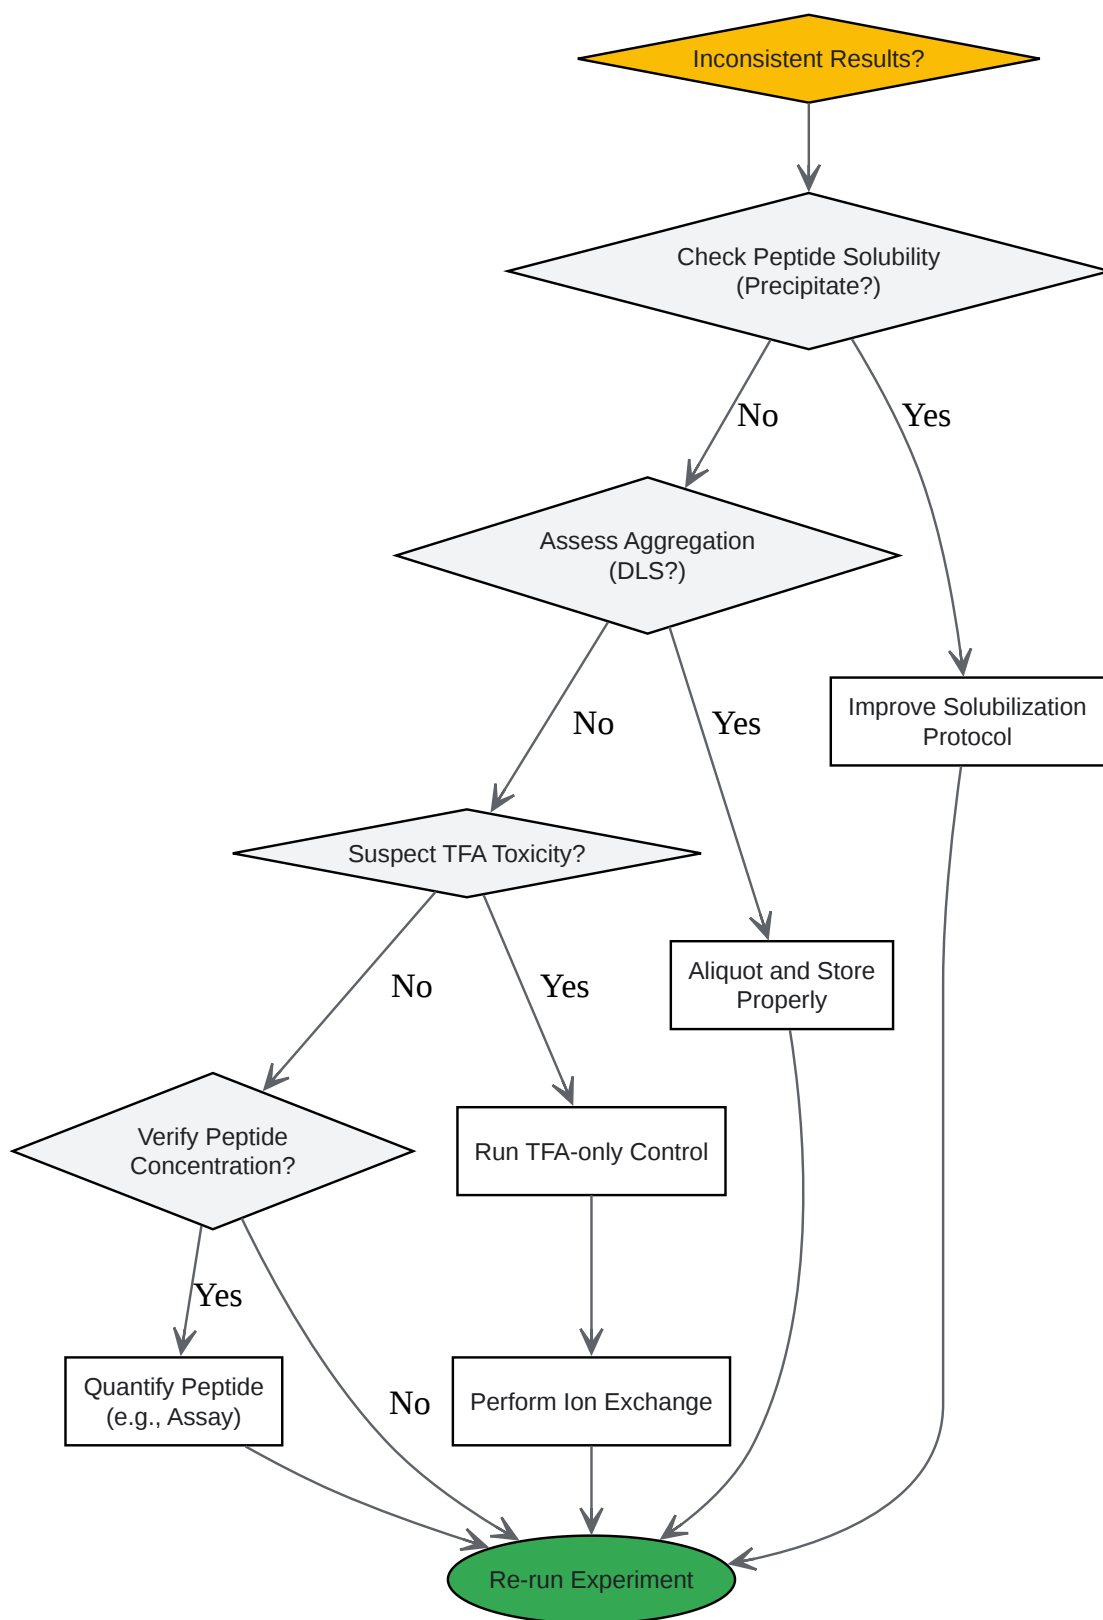 Inconsistent Results?
Check Peptide Solubility
(Precipitate?)
No
Yes
Assess Aggregation
(DLS?)
No
Yes
Improve Solubilization
Protocol
Suspect TFA Toxicity?
No
Yes
Aliquot and Store
Properly
Verify Peptide
Concentration?
Run TFA-only Control
Yes
Quantify Peptide
(e.g., Assay)
No
Perform Ion Exchange
Re-run Experiment